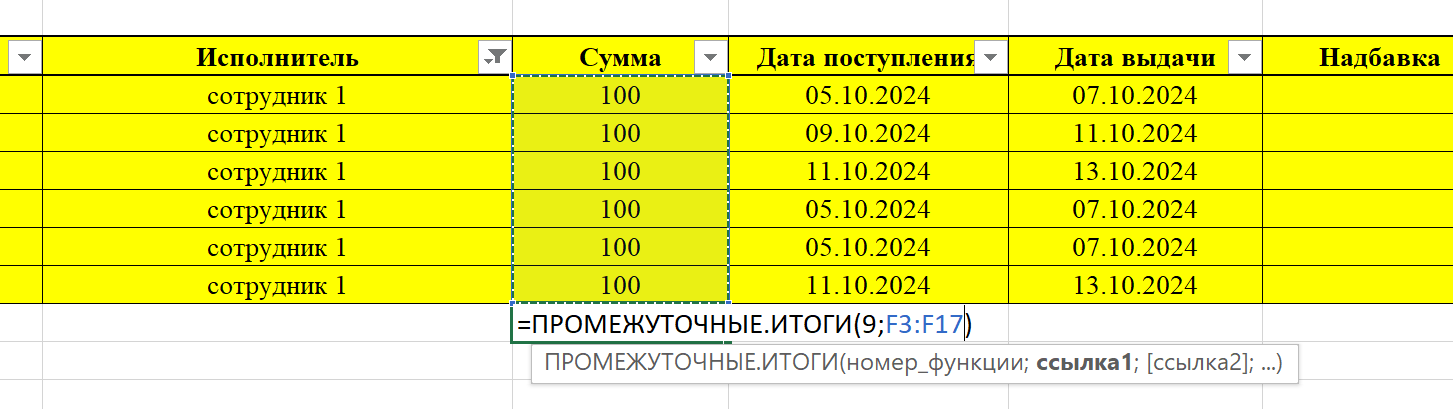 Исполнитель Сумма Дата поступления Дата выдачи Надбавка
сотрудник 1 100 05.10.2024 07.10.2024
сотрудник 1 100 09.10.2024 11.10.2024
сотрудник 1 100 11.10.2024 13.10.2024
сотрудник 1 100 05.10.2024 07.10.2024
сотрудник 1 100 05.10.2024 07.10.2024
сотрудник 1 100 11.10.2024 13.10.2024
=ПРОМЕЖУТОЧНЫЕ.ИТОГИ(9;F3:F17)
ПРОМЕЖУТОЧНЫЕ.ИТОГИ(номер_функции; ссылка1; [ссылка2]; ...)